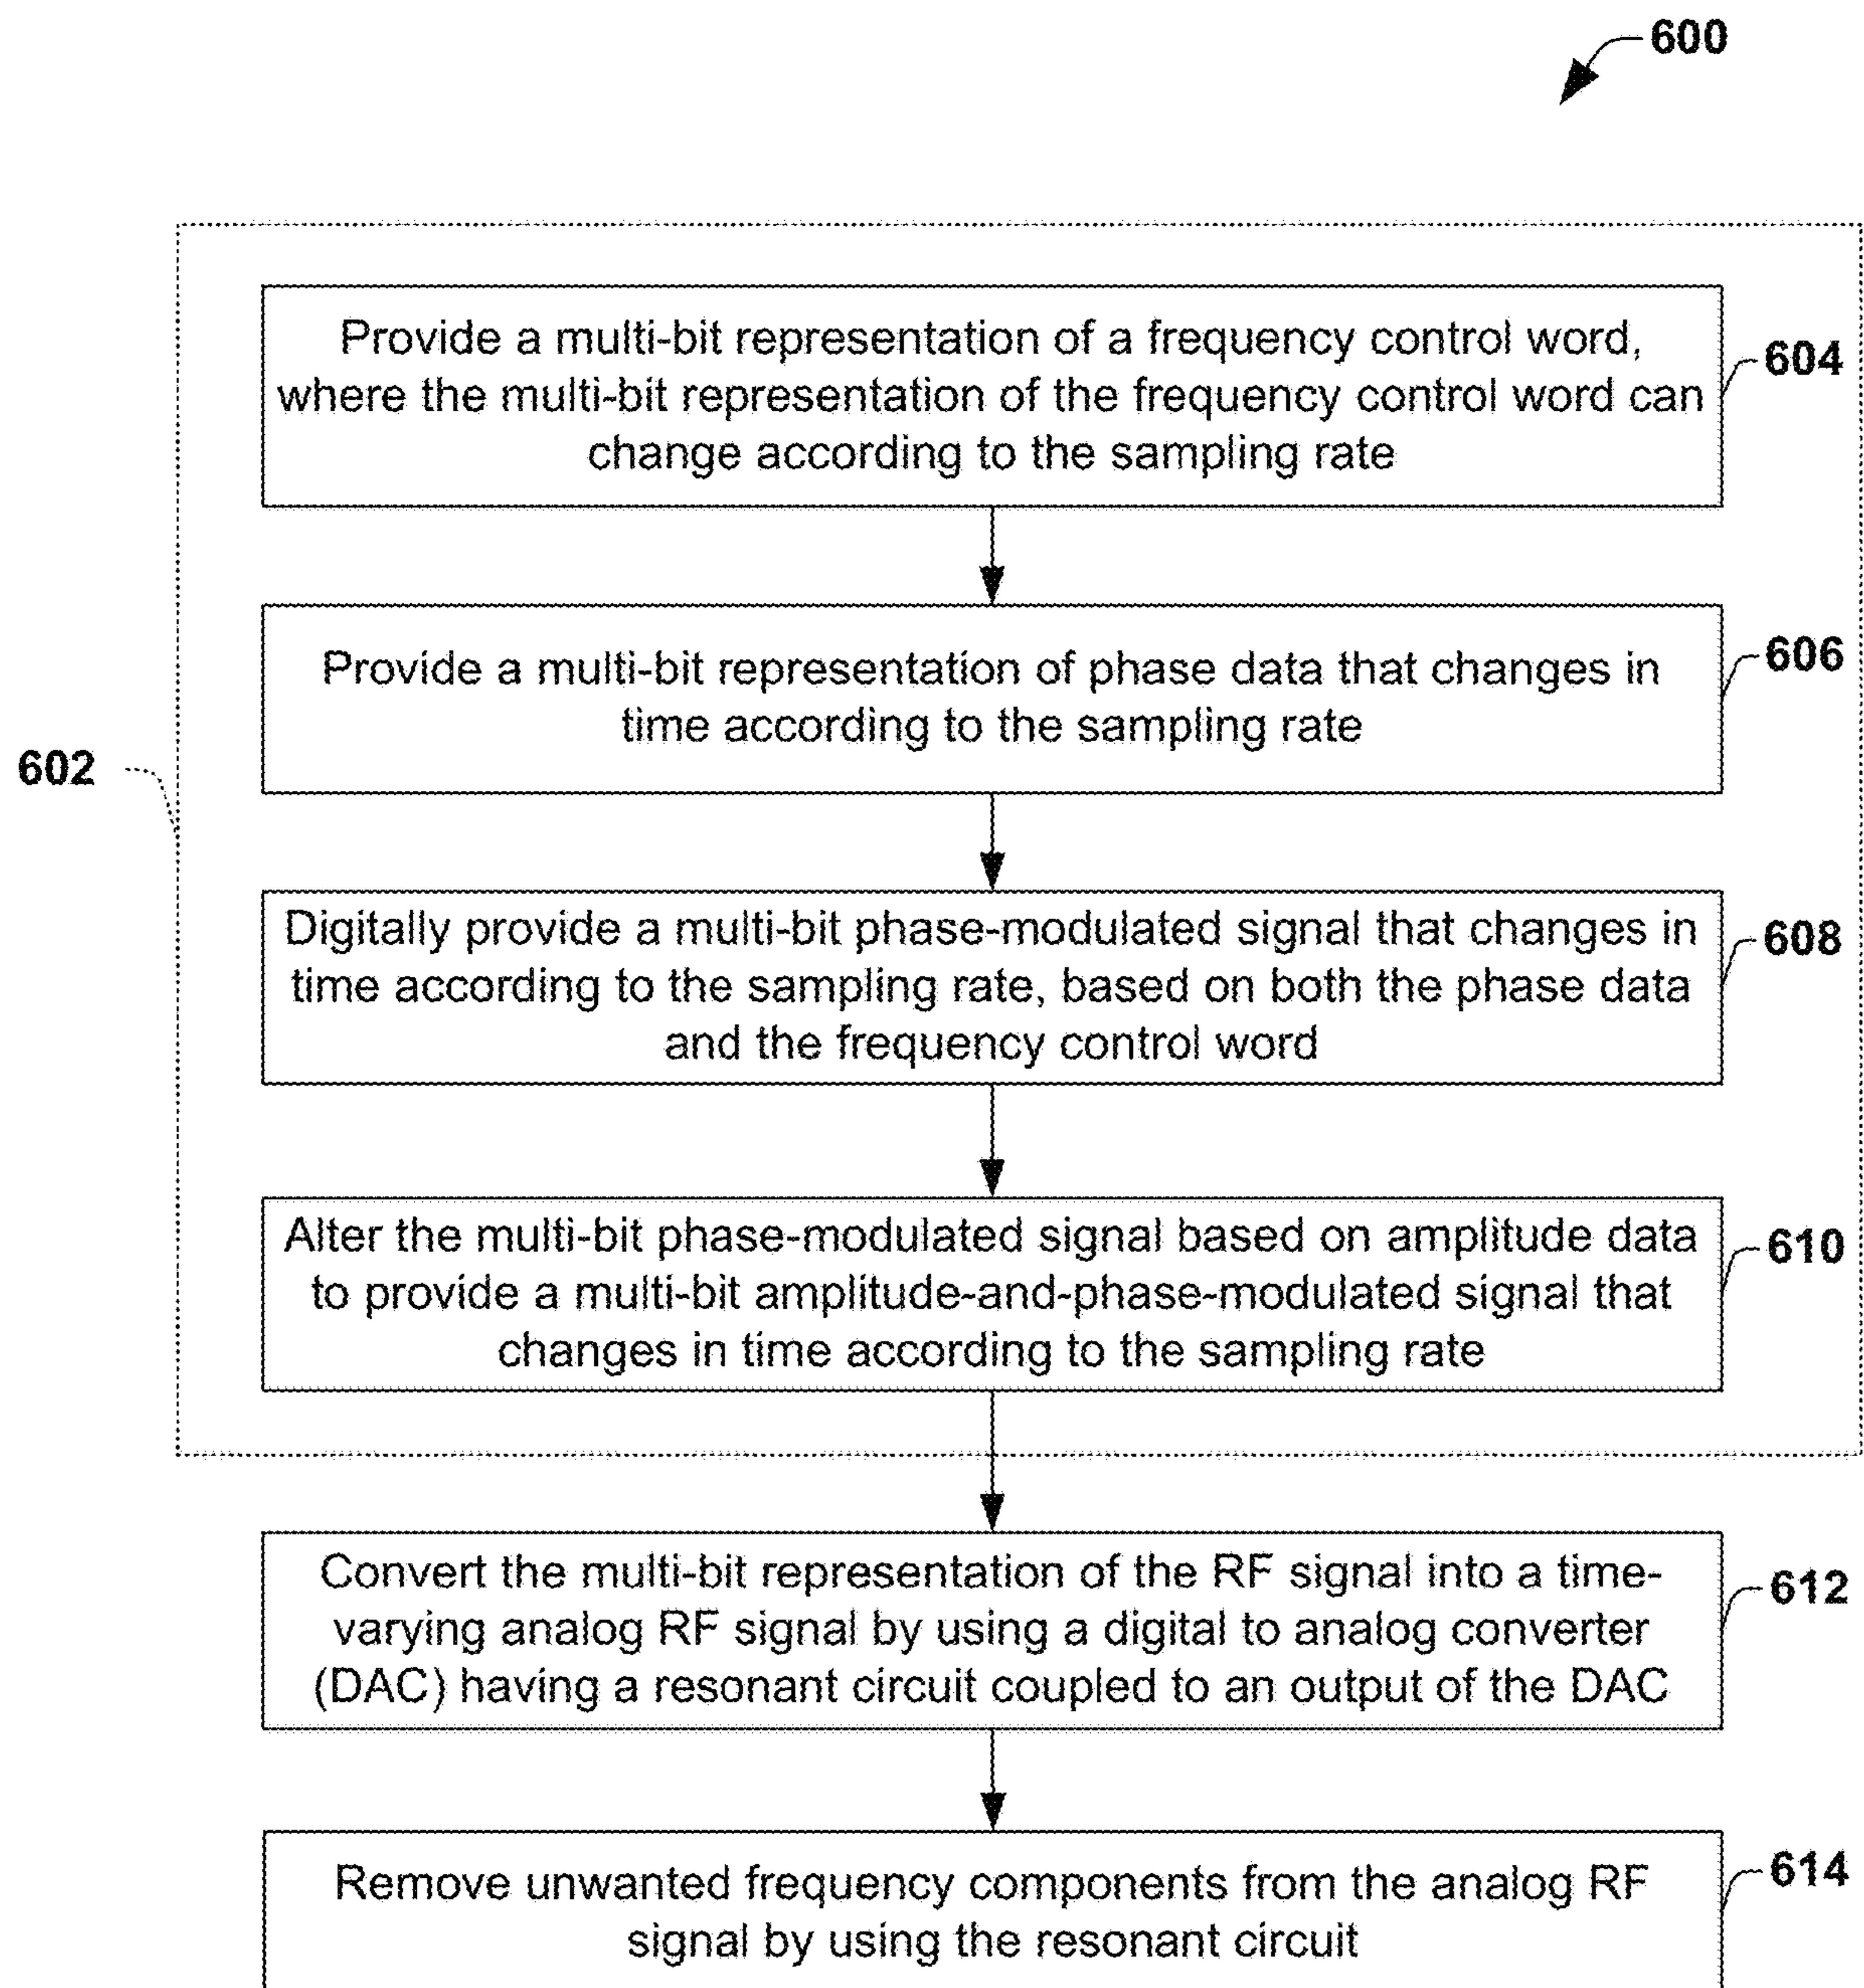 600
Provide a multi-bit representation of a frequency control word,
where the multi-bit representation of the frequency control word can
change according to the sampling rate
604
Provide a multi-bit representation of phase data that changes in
time according to the sampling rate
606
602
Digitally provide a multi-bit phase-modulated signal that changes in
time according to the sampling rate, based on both the phase data
and the frequency control word
608
Alter the multi-bit phase-modulated signal based on amplitude data
to provide a multi-bit amplitude-and-phase-modulated signal that
changes in time according to the sampling rate
610
Convert the multi-bit representation of the RF signal into a time-
varying analog RF signal by using a digital to analog converter
(DAC) having a resonant circuit coupled to an output of the DAC
612
Remove unwanted frequency components from the analog RF
signal by using the resonant circuit
614